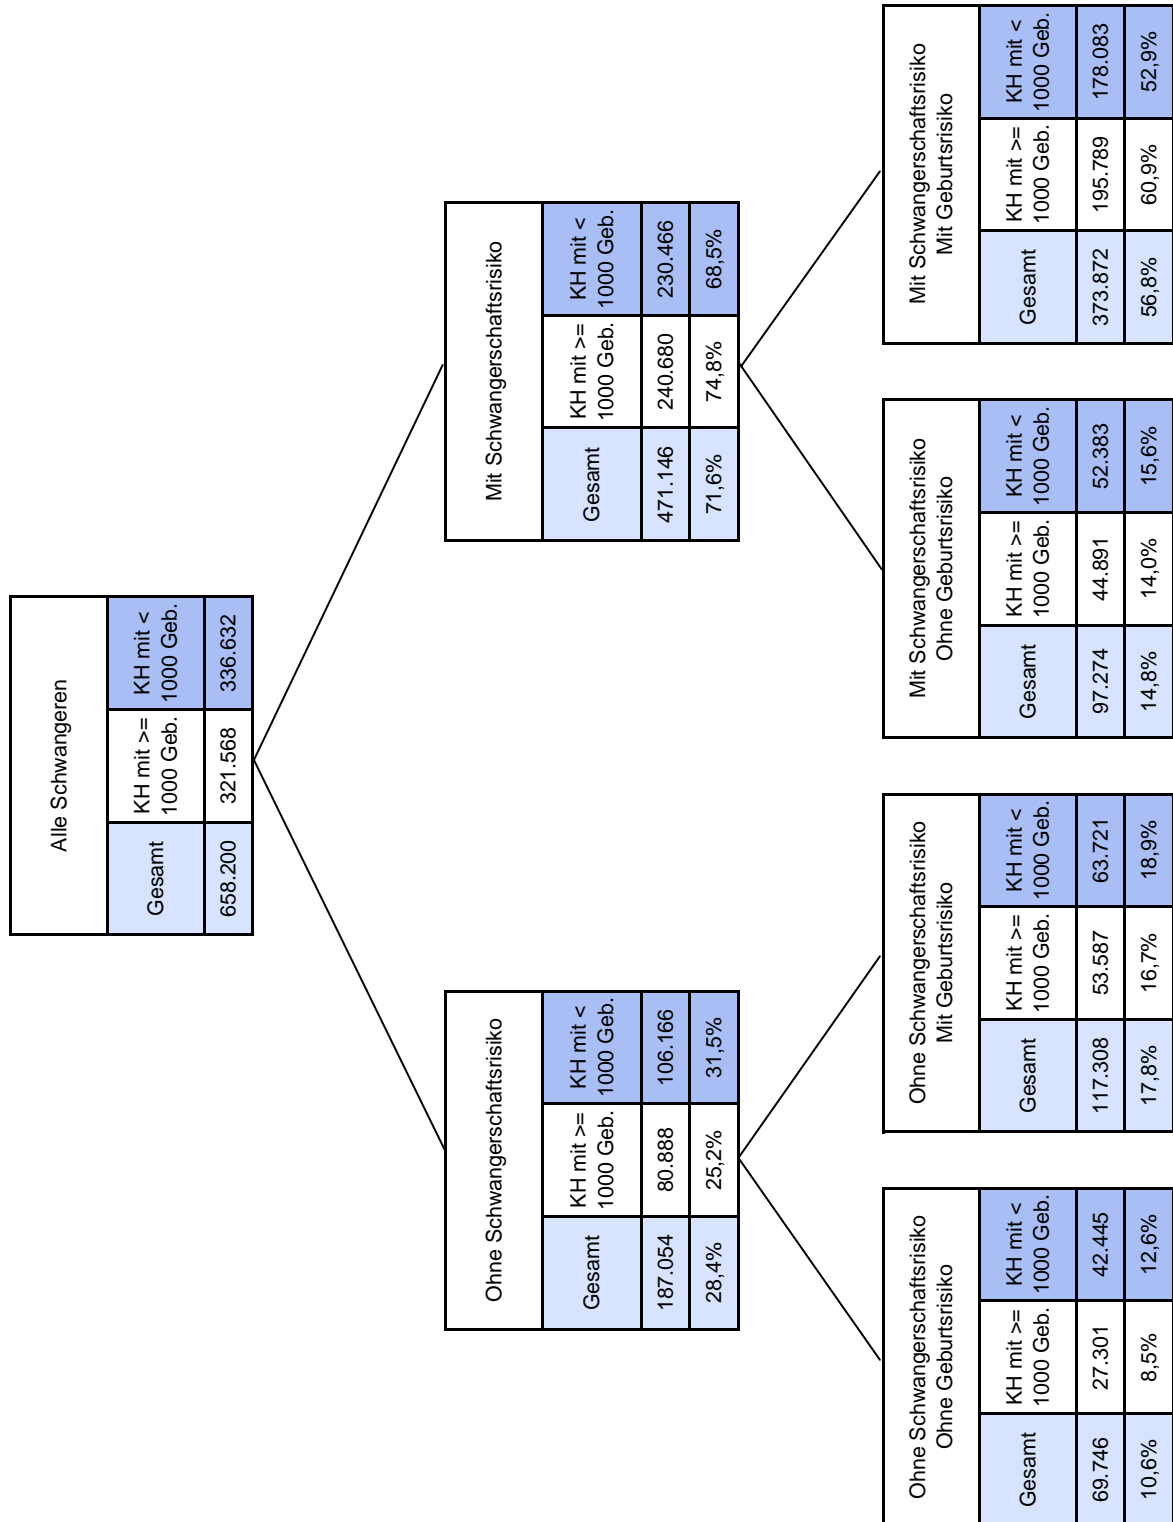 Alle Schwangeren
Gesamt
KH mit >=
1000 Geb.
KH mit <
1000 Geb.
658.200
321.568
336.632
Ohne Schwangerschaftsrisiko
Gesamt
KH mit >=
1000 Geb.
KH mit <
1000 Geb.
187.054
80.888
106.166
28,4%
25,2%
31,5%
Mit Schwangerschaftsrisiko
Gesamt
KH mit >=
1000 Geb.
KH mit <
1000 Geb.
471.146
240.680
230.466
71,6%
74,8%
68,5%
Ohne Schwangerschaftsrisiko
Ohne Geburtsrisiko
Gesamt
KH mit >=
1000 Geb.
KH mit <
1000 Geb.
69.746
27.301
42.445
10,6%
8,5%
12,6%
Ohne Schwangerschaftsrisiko
Mit Geburtsrisiko
Gesamt
KH mit >=
1000 Geb.
KH mit <
1000 Geb.
117.308
53.587
63.721
17,8%
16,7%
18,9%
Mit Schwangerschaftsrisiko
Ohne Geburtsrisiko
Gesamt
KH mit >=
1000 Geb.
KH mit <
1000 Geb.
97.274
44.891
52.383
14,8%
14,0%
15,6%
Mit Schwangerschaftsrisiko
Mit Geburtsrisiko
Gesamt
KH mit >=
1000 Geb.
KH mit <
1000 Geb.
373.872
195.789
178.083
56,8%
60,9%
52,9%